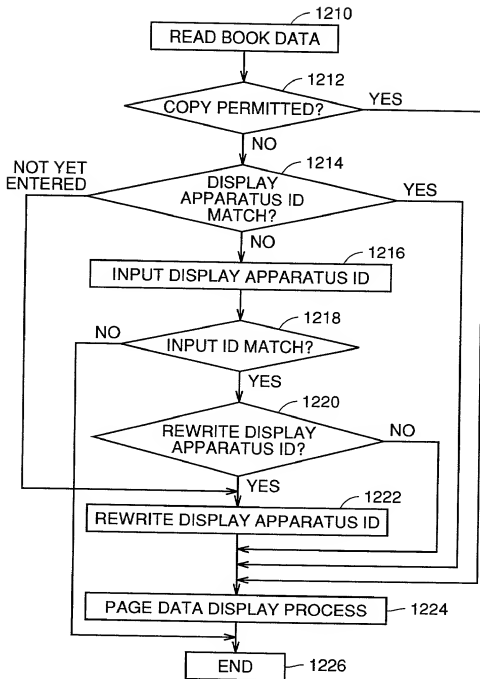 1210
READ BOOK DATA
1212
COPY PERMITTED?
YES
NO
1214
NOT YET
ENTERED
DISPLAY
APPARATUS ID
MATCH?
YES
NO
1216
INPUT DISPLAY APPARATUS ID
1218
NO
INPUT ID MATCH?
YES
1220
REWRITE DISPLAY
APPARATUS ID?
NO
YES
1222
REWRITE DISPLAY APPARATUS ID
PAGE DATA DISPLAY PROCESS
1224
END
1226